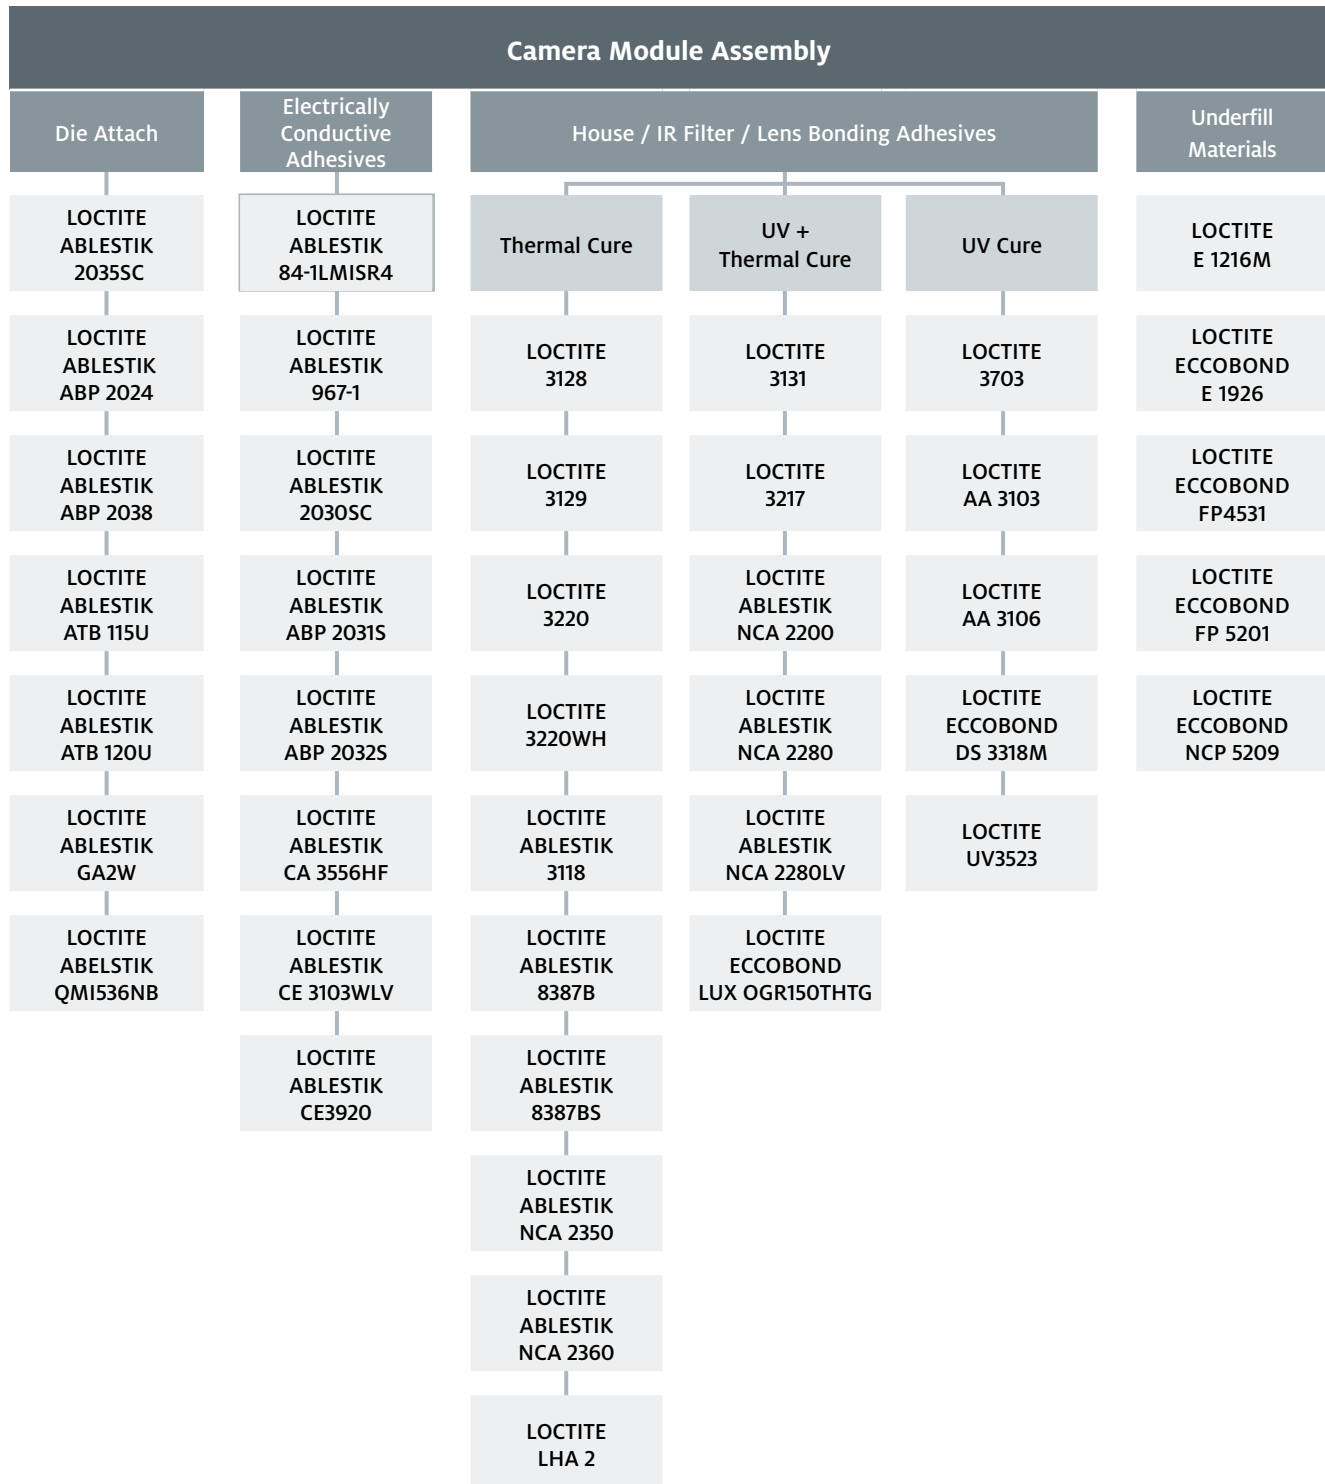 Camera Module Assembly
Die Attach
LOCTITE
ABLESTIK
2035SC
LOCTITE
ABLESTIK
ABP 2024
LOCTITE
ABLESTIK
ABP 2038
LOCTITE
ABLESTIK
ATB 115U
LOCTITE
ABLESTIK
ATB 120U
LOCTITE
ABLESTIK
GA2W
LOCTITE
ABELSTIK
QMI536NB
Electrically
Conductive
Adhesives
LOCTITE
ABLESTIK
84-1LMISR4
LOCTITE
ABLESTIK
967-1
LOCTITE
ABLESTIK
2030SC
LOCTITE
ABLESTIK
ABP 2031S
LOCTITE
ABLESTIK
ABP 2032S
LOCTITE
ABLESTIK
CA 3556HF
LOCTITE
ABLESTIK
CE 3103WLV
LOCTITE
ABLESTIK
CE3920
House / IR Filter / Lens Bonding Adhesives
Thermal Cure
LOCTITE
3128
LOCTITE
3129
LOCTITE
3220
LOCTITE
3220WH
LOCTITE
ABLESTIK
3118
LOCTITE
ABLESTIK
8387B
LOCTITE
ABLESTIK
8387BS
LOCTITE
ABLESTIK
NCA 2350
LOCTITE
ABLESTIK
NCA 2360
LOCTITE
LHA 2
UV +
Thermal Cure
LOCTITE
3131
LOCTITE
3217
LOCTITE
ABLESTIK
NCA 2200
LOCTITE
ABLESTIK
NCA 2280
LOCTITE
ABLESTIK
NCA 2280LV
LOCTITE
ECCOBOND
LUX OGR150THTG
UV Cure
LOCTITE
3703
LOCTITE
AA 3103
LOCTITE
AA 3106
LOCTITE
ECCOBOND
DS 3318M
LOCTITE
UV3523
Underfill
Materials
LOCTITE
E 1216M
LOCTITE
ECCOBOND
E 1926
LOCTITE
ECCOBOND
FP4531
LOCTITE
ECCOBOND
FP 5201
LOCTITE
ECCOBOND
NCP 5209